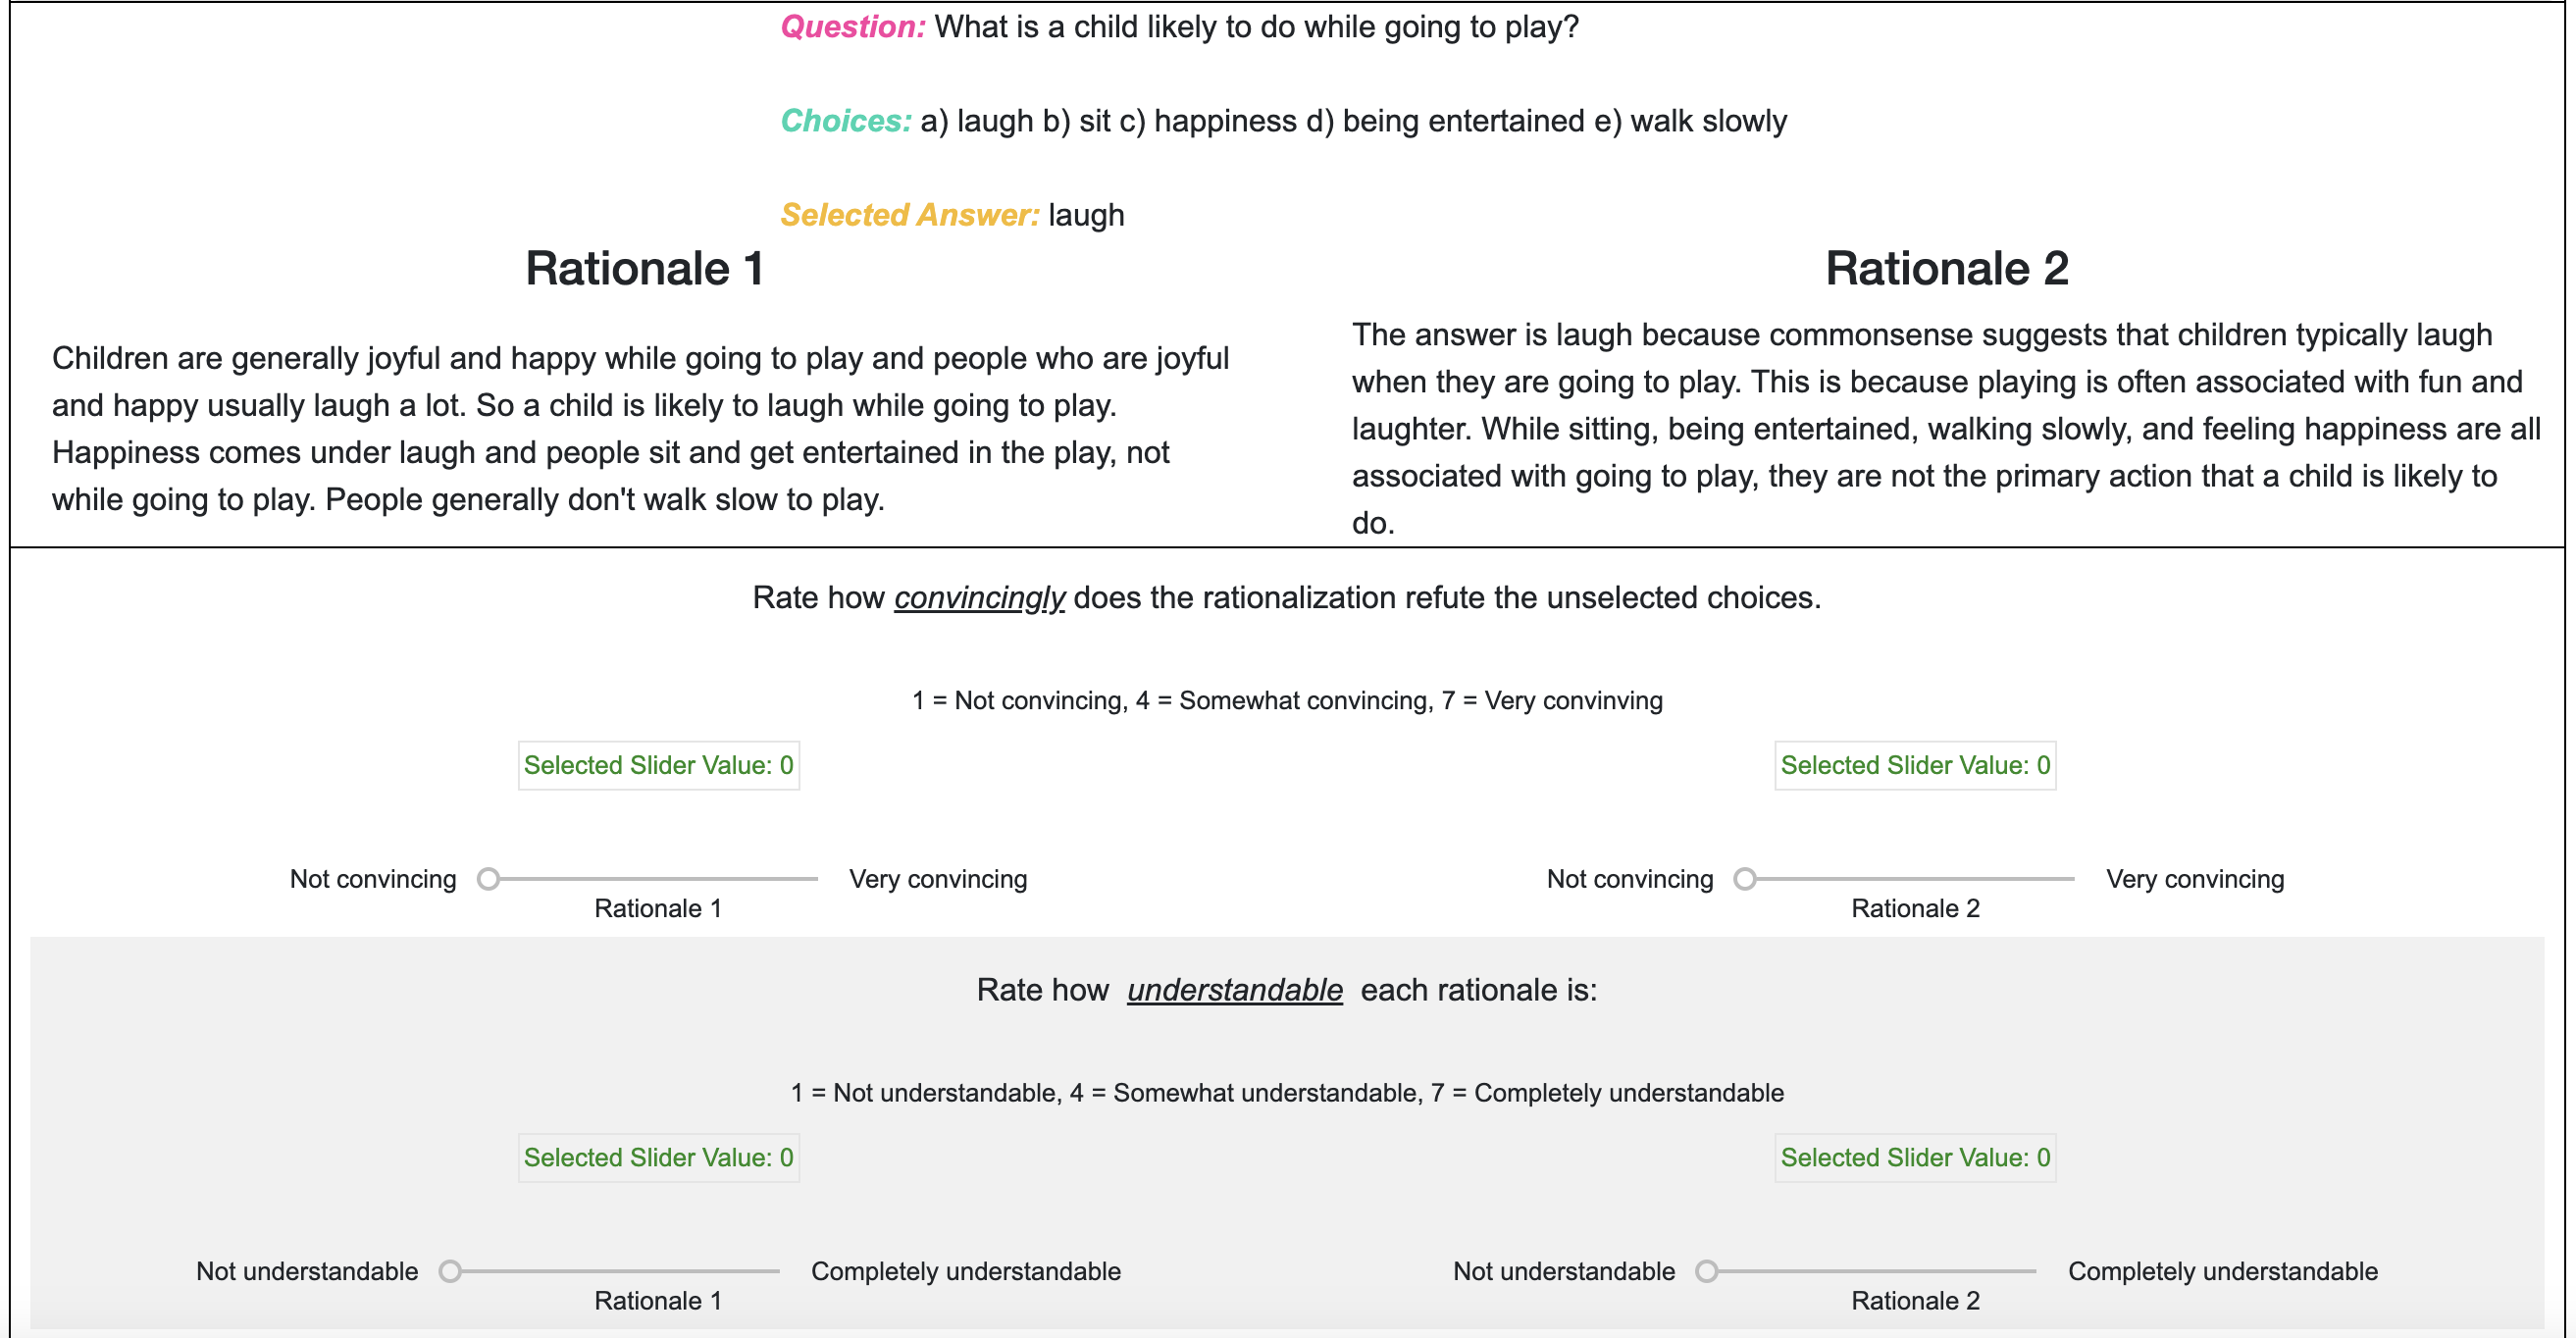 Question: What is a child likely to do while going to play?
Choices: a) laugh b) sit c) happiness d) being entertained e) walk slowly
Selected Answer: laugh
Rationale 1
Children are generally joyful and happy while going to play and people who are joyful
and happy usually laugh a lot. So a child is likely to laugh while going to play.
Happiness comes under laugh and people sit and get entertained in the play, not
while going to play. People generally don't walk slow to play.
Rationale 2
The answer is laugh because commonsense suggests that children typically laugh
when they are going to play. This is because playing is often associated with fun and
laughter. While sitting, being entertained, walking slowly, and feeling happiness are all
associated with going to play, they are not the primary action that a child is likely to
do.
Rate how convincingly does the rationalization refute the unselected choices.
1 = Not convincing, 4 = Somewhat convincing, 7 = Very convinving
Selected Slider Value: 0
Selected Slider Value: 0
Not convincing
Very convincing
Rationale 1
Not convincing
Very convincing
Rationale 2
Rate how understandable each rationale is:
1 = Not understandable, 4 = Somewhat understandable, 7 = Completely understandable
Selected Slider Value: 0
Selected Slider Value: 0
Not understandable
Completely understandable
Rationale 1
Not understandable
Completely understandable
Rationale 2